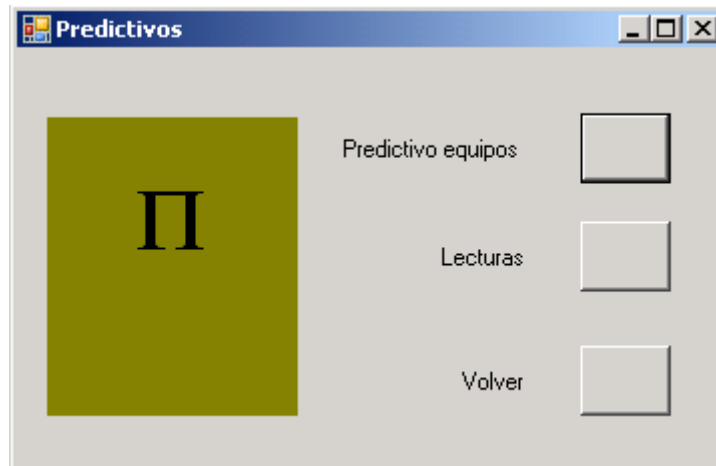 Predictivos
Predictivo equipos
Π
Lecturas
Volver